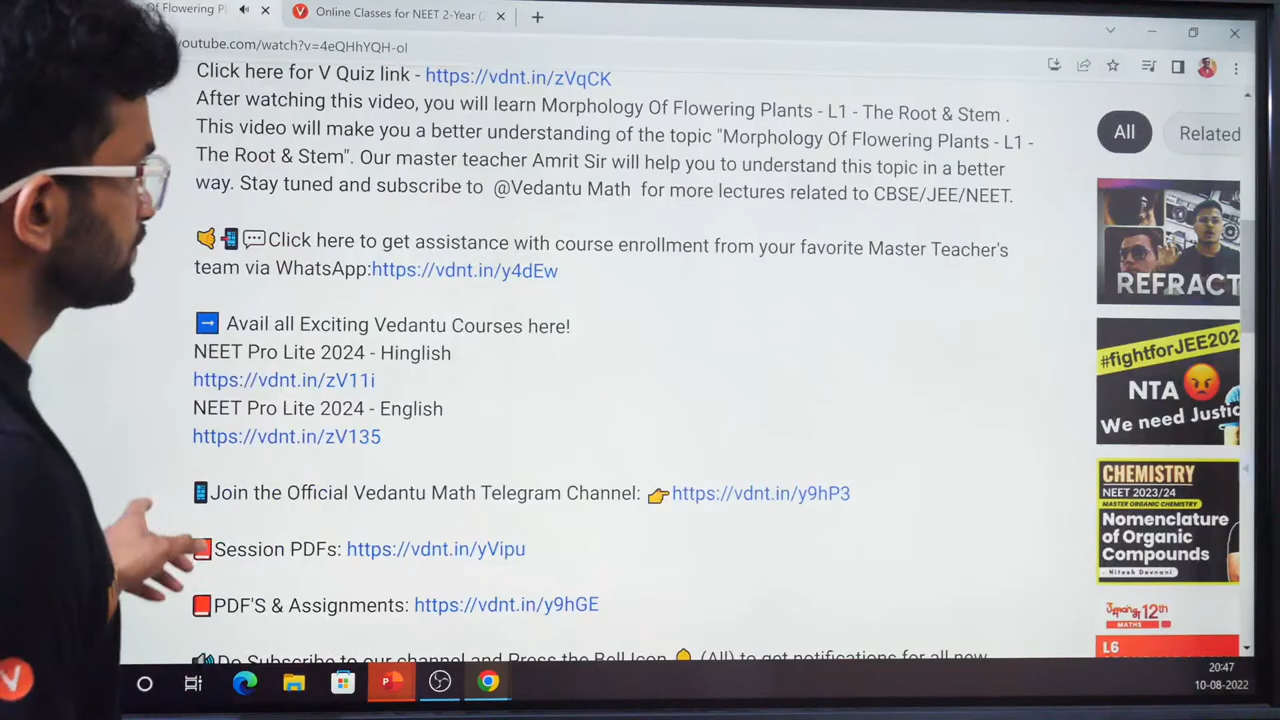 Of Flowering Pl
Online Classes for NEET 2-Year (
youtube.com/watch?v=4eQHhYQH-oI
Click here for V Quiz link - https://vdnt.in/zVqCK
After watching this video, you will learn Morphology Of Flowering Plants - L1 - The Root & Stem .
This video will make you a better understanding of the topic "Morphology Of Flowering Plants - L1 -
The Root & Stem". Our master teacher Amrit Sir will help you to understand this topic in a better
way. Stay tuned and subscribe to @Vedantu Math for more lectures related to CBSE/JEE/NEET.
Click here to get assistance with course enrollment from your favorite Master Teacher's
team via WhatsApp:https://vdnt.in/y4dEw
Avail all Exciting Vedantu Courses here!
NEET Pro Lite 2024 - Hinglish
https://vdnt.in/zV11i
NEET Pro Lite 2024 - English
https://vdnt.in/zV135
Join the Official Vedantu Math Telegram Channel: 👉https://vdnt.in/y9hP3
Session PDFs: https://vdnt.in/yVipu
PDF'S & Assignments: https://vdnt.in/y9hGE
Do Subscribe to our channel and Press the Bell Icon 🔔 (All) to get notifications for all new
All
Related
REFRACT
#fightforJEE202
NTA
We need Justic
CHEMISTRY
NEET 2023/24
MASTER ORGANIC CHEMISTRY
Nomenclature
of Organic
Compounds
Nitesh Devnani
उमंग 12th
MATHS
L6
20:47
10-08-2022